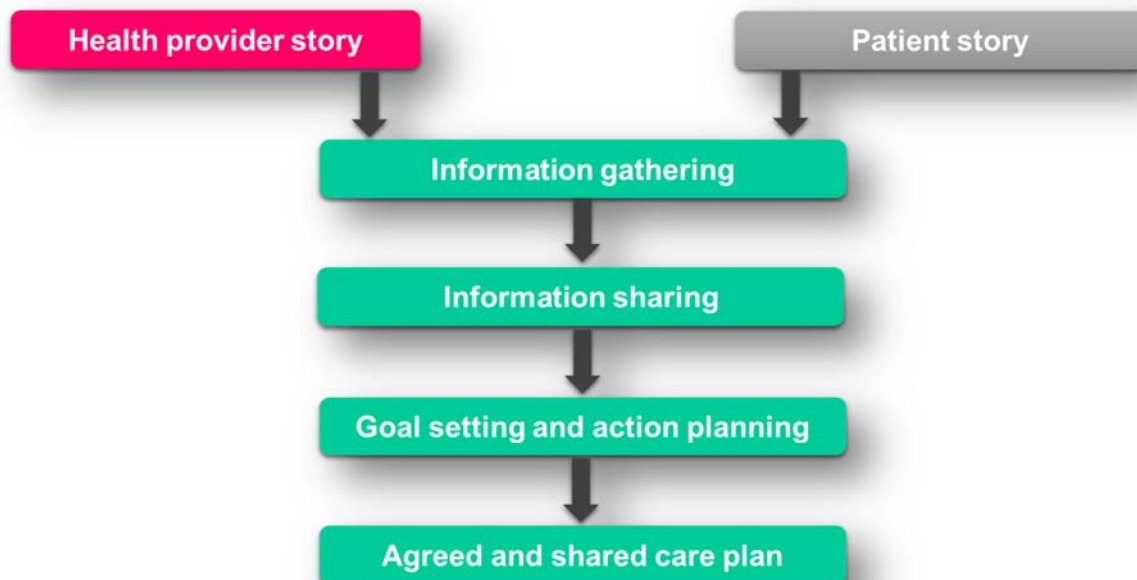 Health provider story
Patient story
Information gathering
Information sharing
Goal setting and action planning
Agreed and shared care plan